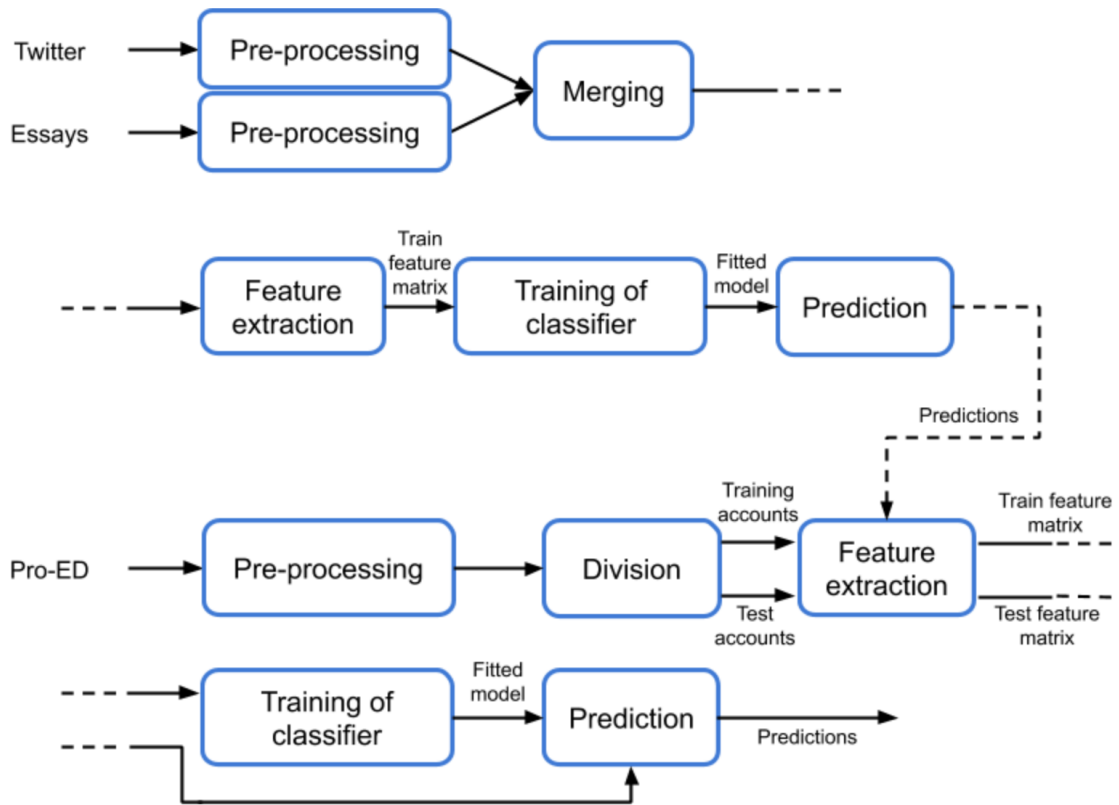 Twitter
Pre-processing
Merging
Essays
Pre-processing
Feature
extraction
Train
feature
matrix
Training of
classifier
Fitted
model
Prediction
Predictions
Pro-ED
Pre-processing
Division
Training
accounts
Test
accounts
Feature
extraction
Train feature
matrix
Test feature
matrix
Training of
classifier
Fitted
model
Prediction
Predictions